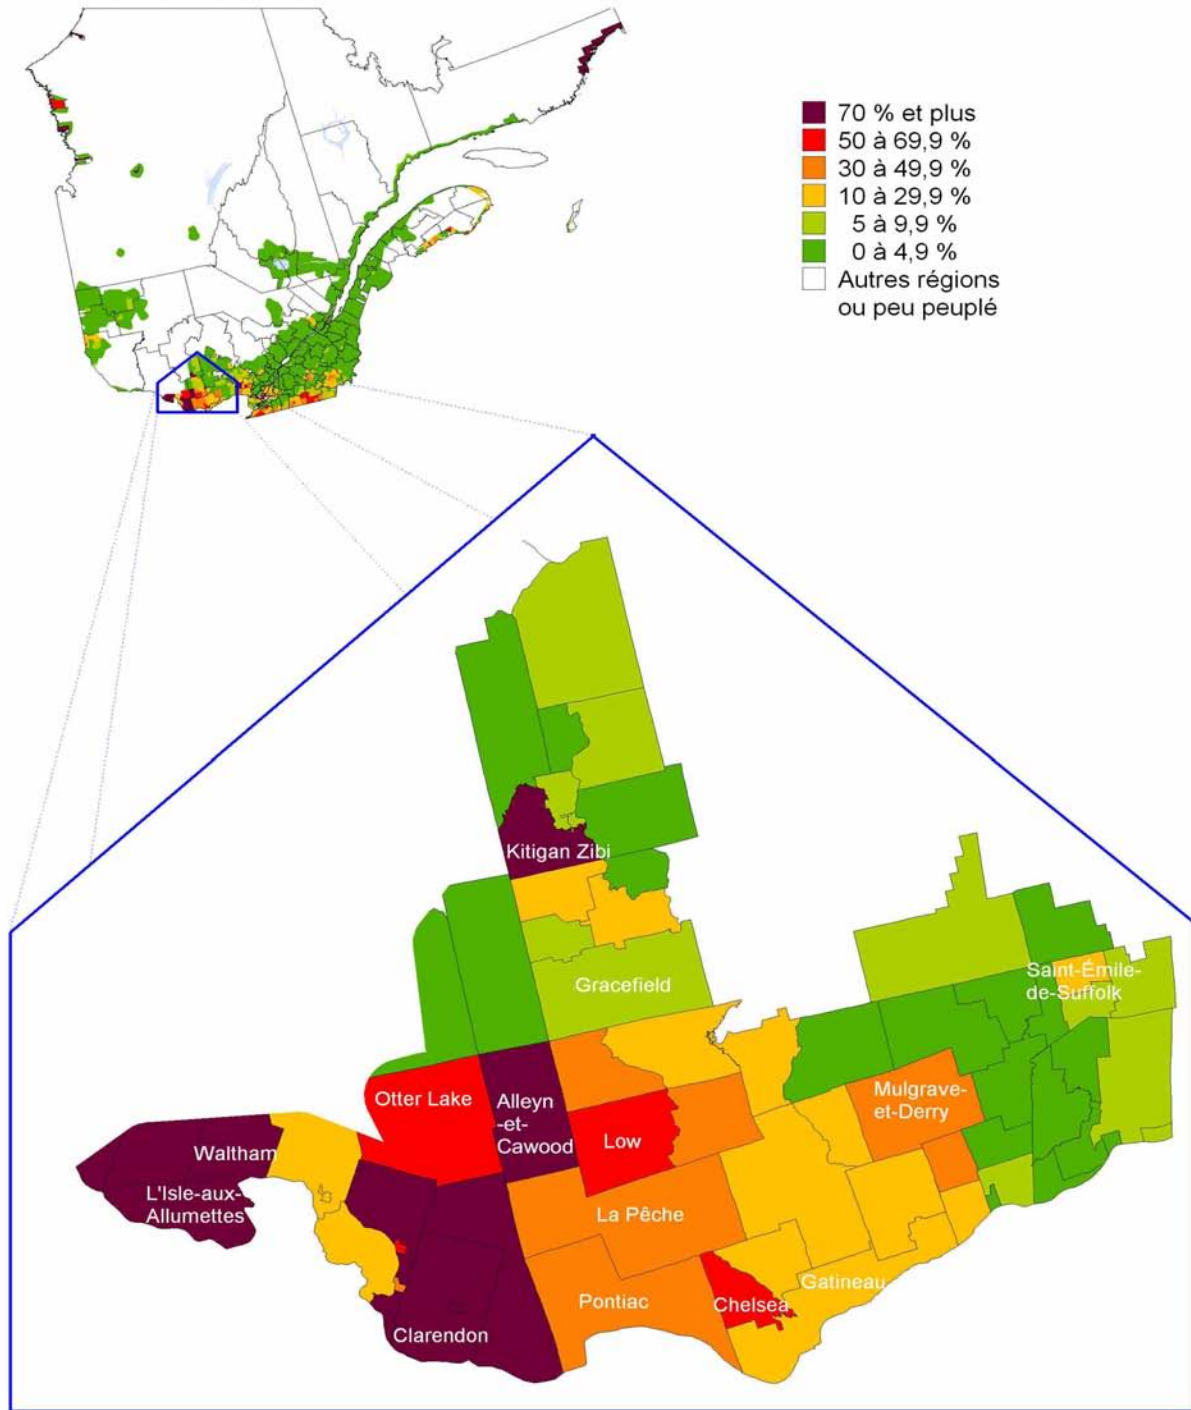 70 % et plus
50 à 69,9 %
30 à 49,9 %
10 à 29,9 %
5 à 9,9 %
0 à 4,9 %
Autres régions
ou peu peuplé
Kitigan Zibi
Gracefield
Saint-Émile-
de-Suffolk
Otter Lake
Alleyn
-et-
Cawood
Low
Mulgrave-
et-Derry
Waltham
L'Isle-aux-
Allumettes
La Pêche
Pontiac
Chelsea
Gatineau
Clarendon